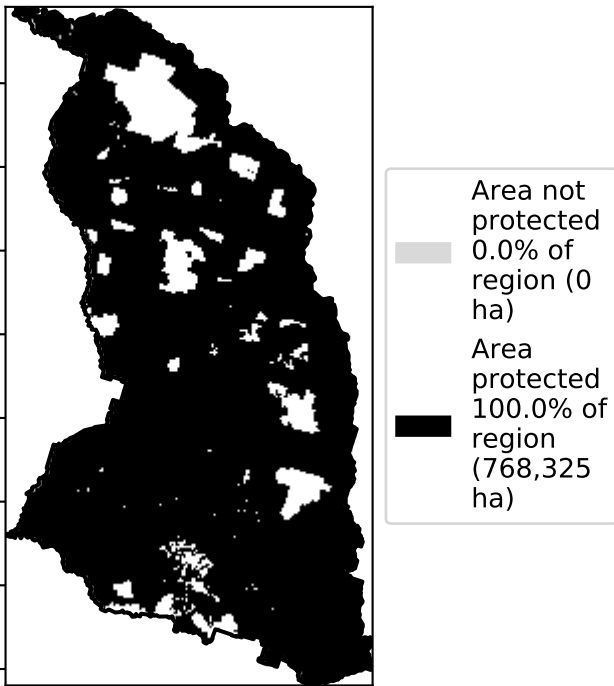 Area not
protected
0.0% of
region (0
ha)
Area
protected
100.0% of
region
(768,325
ha)